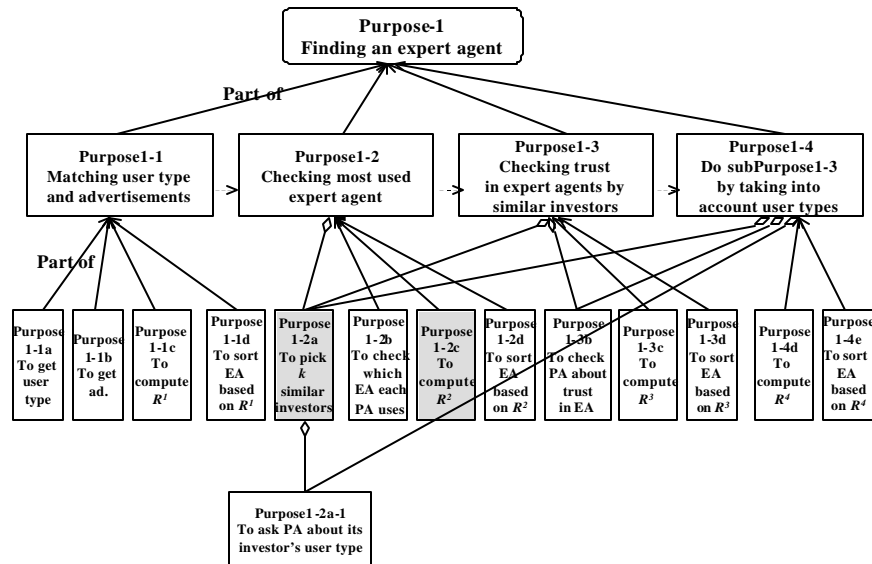 Purpose-1
Finding an expert agent
Part of
Purpose1-1
Matching user type
and advertisements
Purpose1-2
Checking most used
expert agent
Purpose1-3
Checking trust
in expert agents by
similar investors
Purpose1-4
Do subPurpose1-3
by taking into
account user types
Part of
Purpose
1-1a
To get
user
type
Purpose
1-1b
To get
ad.
Purpose
1-1c
To
compute
R¹
Purpose
1-1d
To sort
EA
based
on R¹
Purpose
1-2a
To pick
k
similar
investors
Purpose
1-2b
To check
which
EA each
PA uses
Purpose
1-2c
To
compute
R²
Purpose
1-2d
To sort
EA
based
on R²
Purpose
1-3b
To check
PA about
trust
in EA
Purpose
1-3c
To
compute
R³
Purpose
1-3d
To sort
EA
based
on R³
Purpose
1-4d
To
compute
R⁴
Purpose
1-4e
To sort
EA
based
on R⁴
Purpose1-2a-1
To ask PA about its
investor's user type